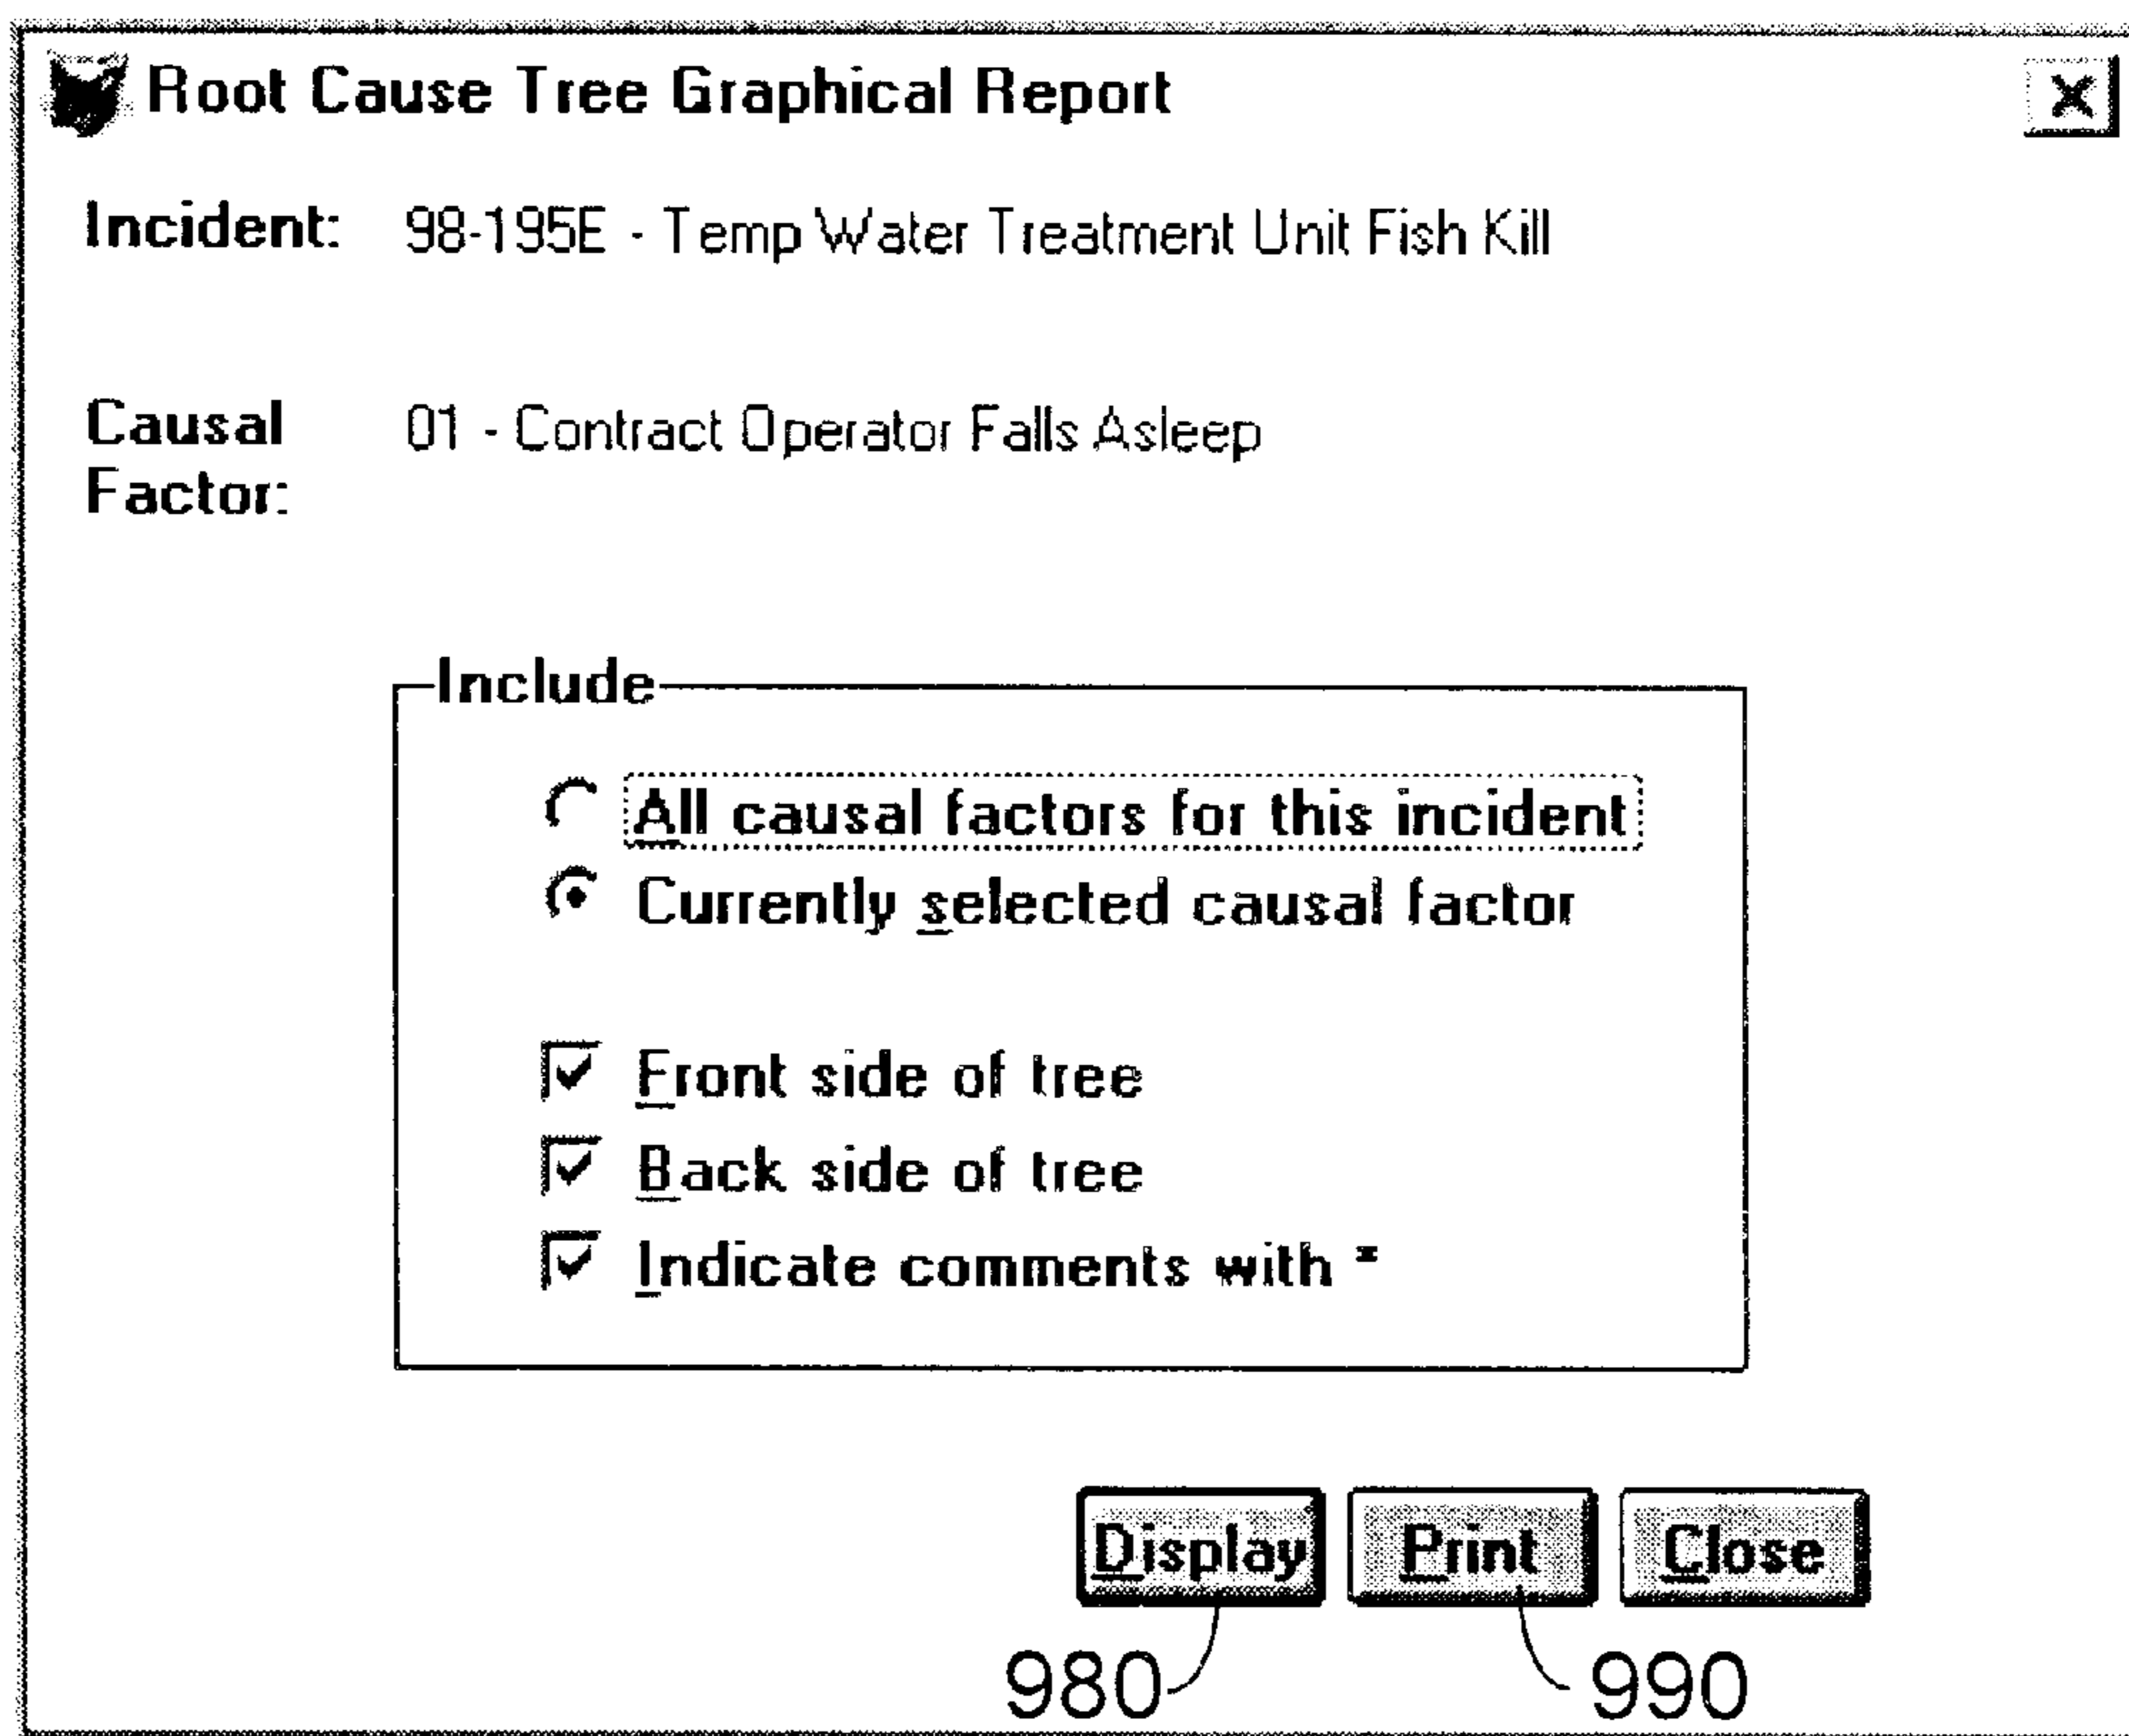 Root Cause Tree Graphical Report
Incident: 98-195E - Temp Water Treatment Unit Fish Kill
Causal 01 - Contract Operator Falls Asleep
Factor:
Include
All causal factors for this incident
Currently selected causal factor
Front side of tree
Back side of tree
Indicate comments with *
Display Print Close
980 990